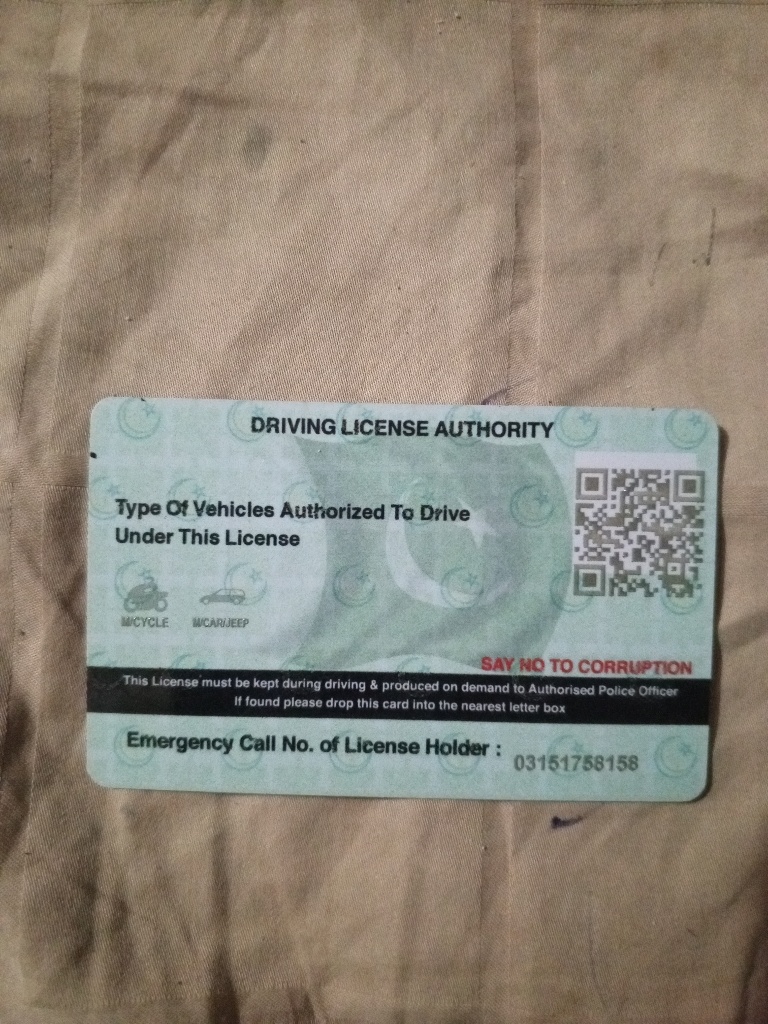 DRIVING LICENSE AUTHORITY
Type Of Vehicles Authorized To Drive
Under This License
M/CYCLE M/CAR/JEEP
SAY NO TO CORRUPTION
This License must be kept during driving & produced on demand to Authorised Police Officer
If found please drop this card into the nearest letter box
Emergency Call No. of License Holder : 03151758158